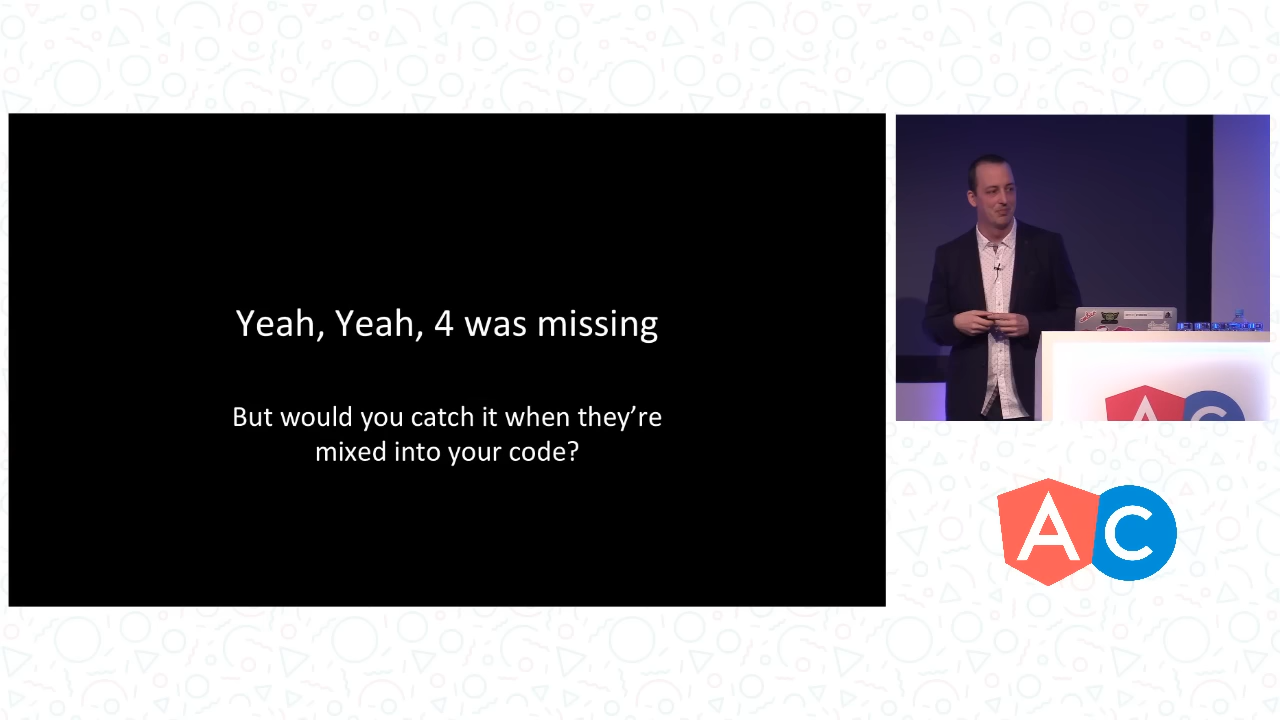 Yeah, Yeah, 4 was missing
But would you catch it when they’re
mixed into your code?
AC